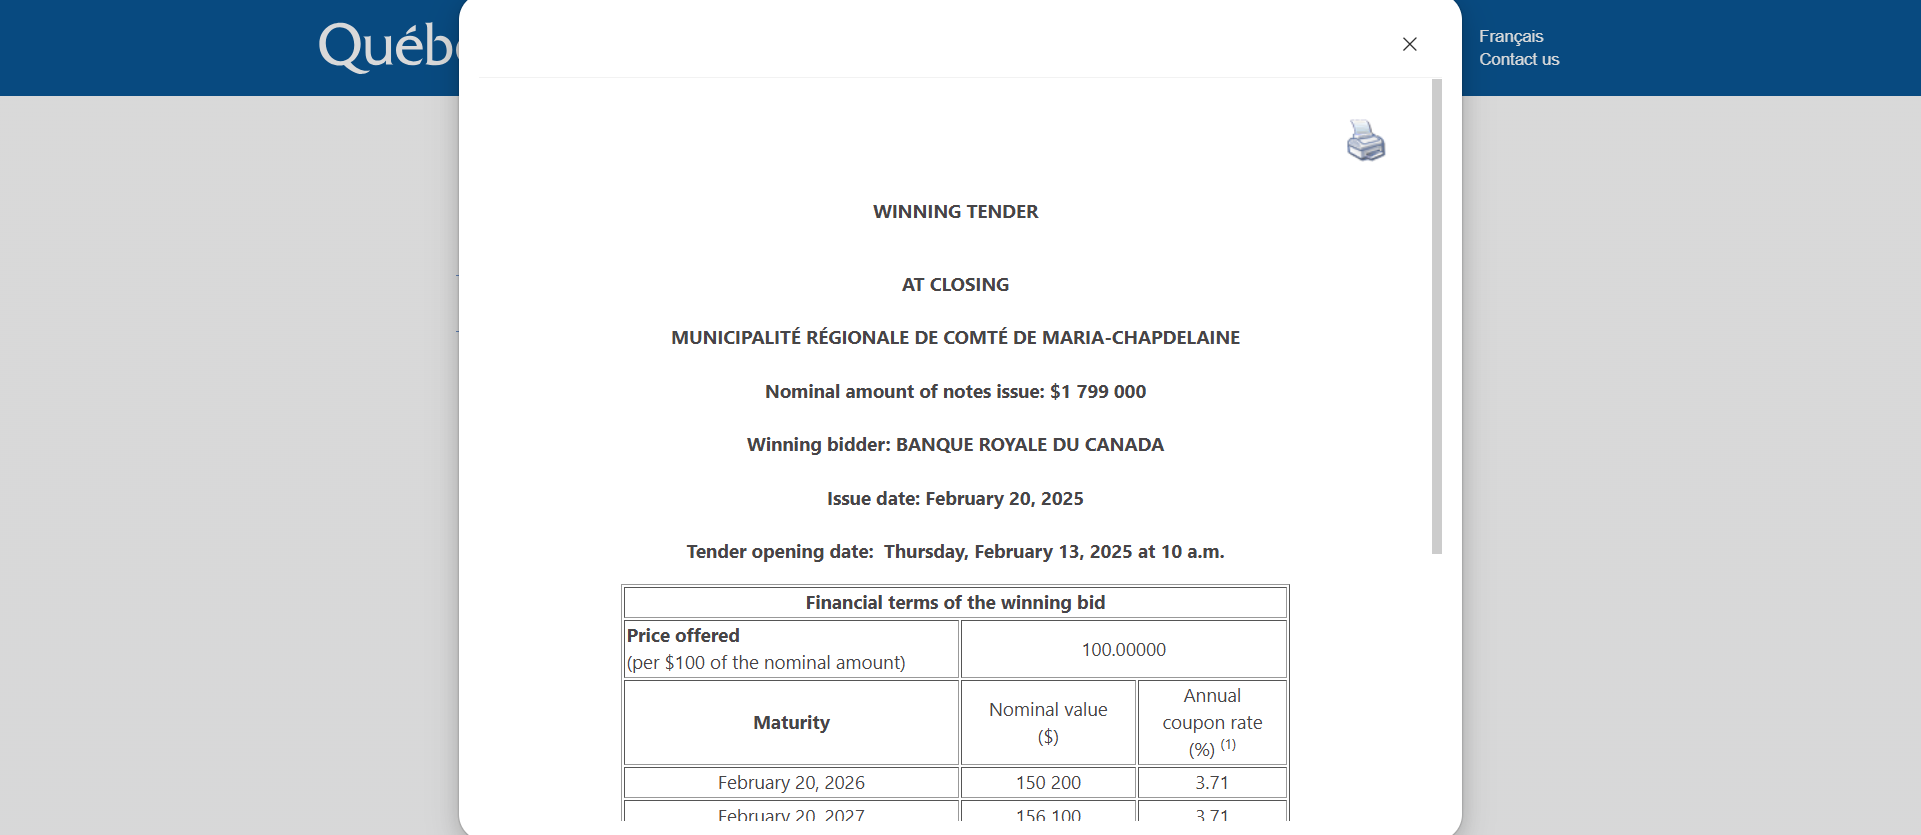 Québ
Français
Contact us
WINNING TENDER
AT CLOSING
MUNICIPALITÉ RÉGIONALE DE COMTÉ DE MARIA-CHAPDELAINE
Nominal amount of notes issue: $1 799 000
Winning bidder: BANQUE ROYALE DU CANADA
Issue date: February 20, 2025
Tender opening date: Thursday, February 13, 2025 at 10 a.m.
Financial terms of the winning bid
Price offered
(per $100 of the nominal amount)
100.00000
Maturity
Nominal value
($)
Annual
coupon rate
(%) (1)
February 20, 2026
150 200
3.71
February 20, 2027
156 100
3.71